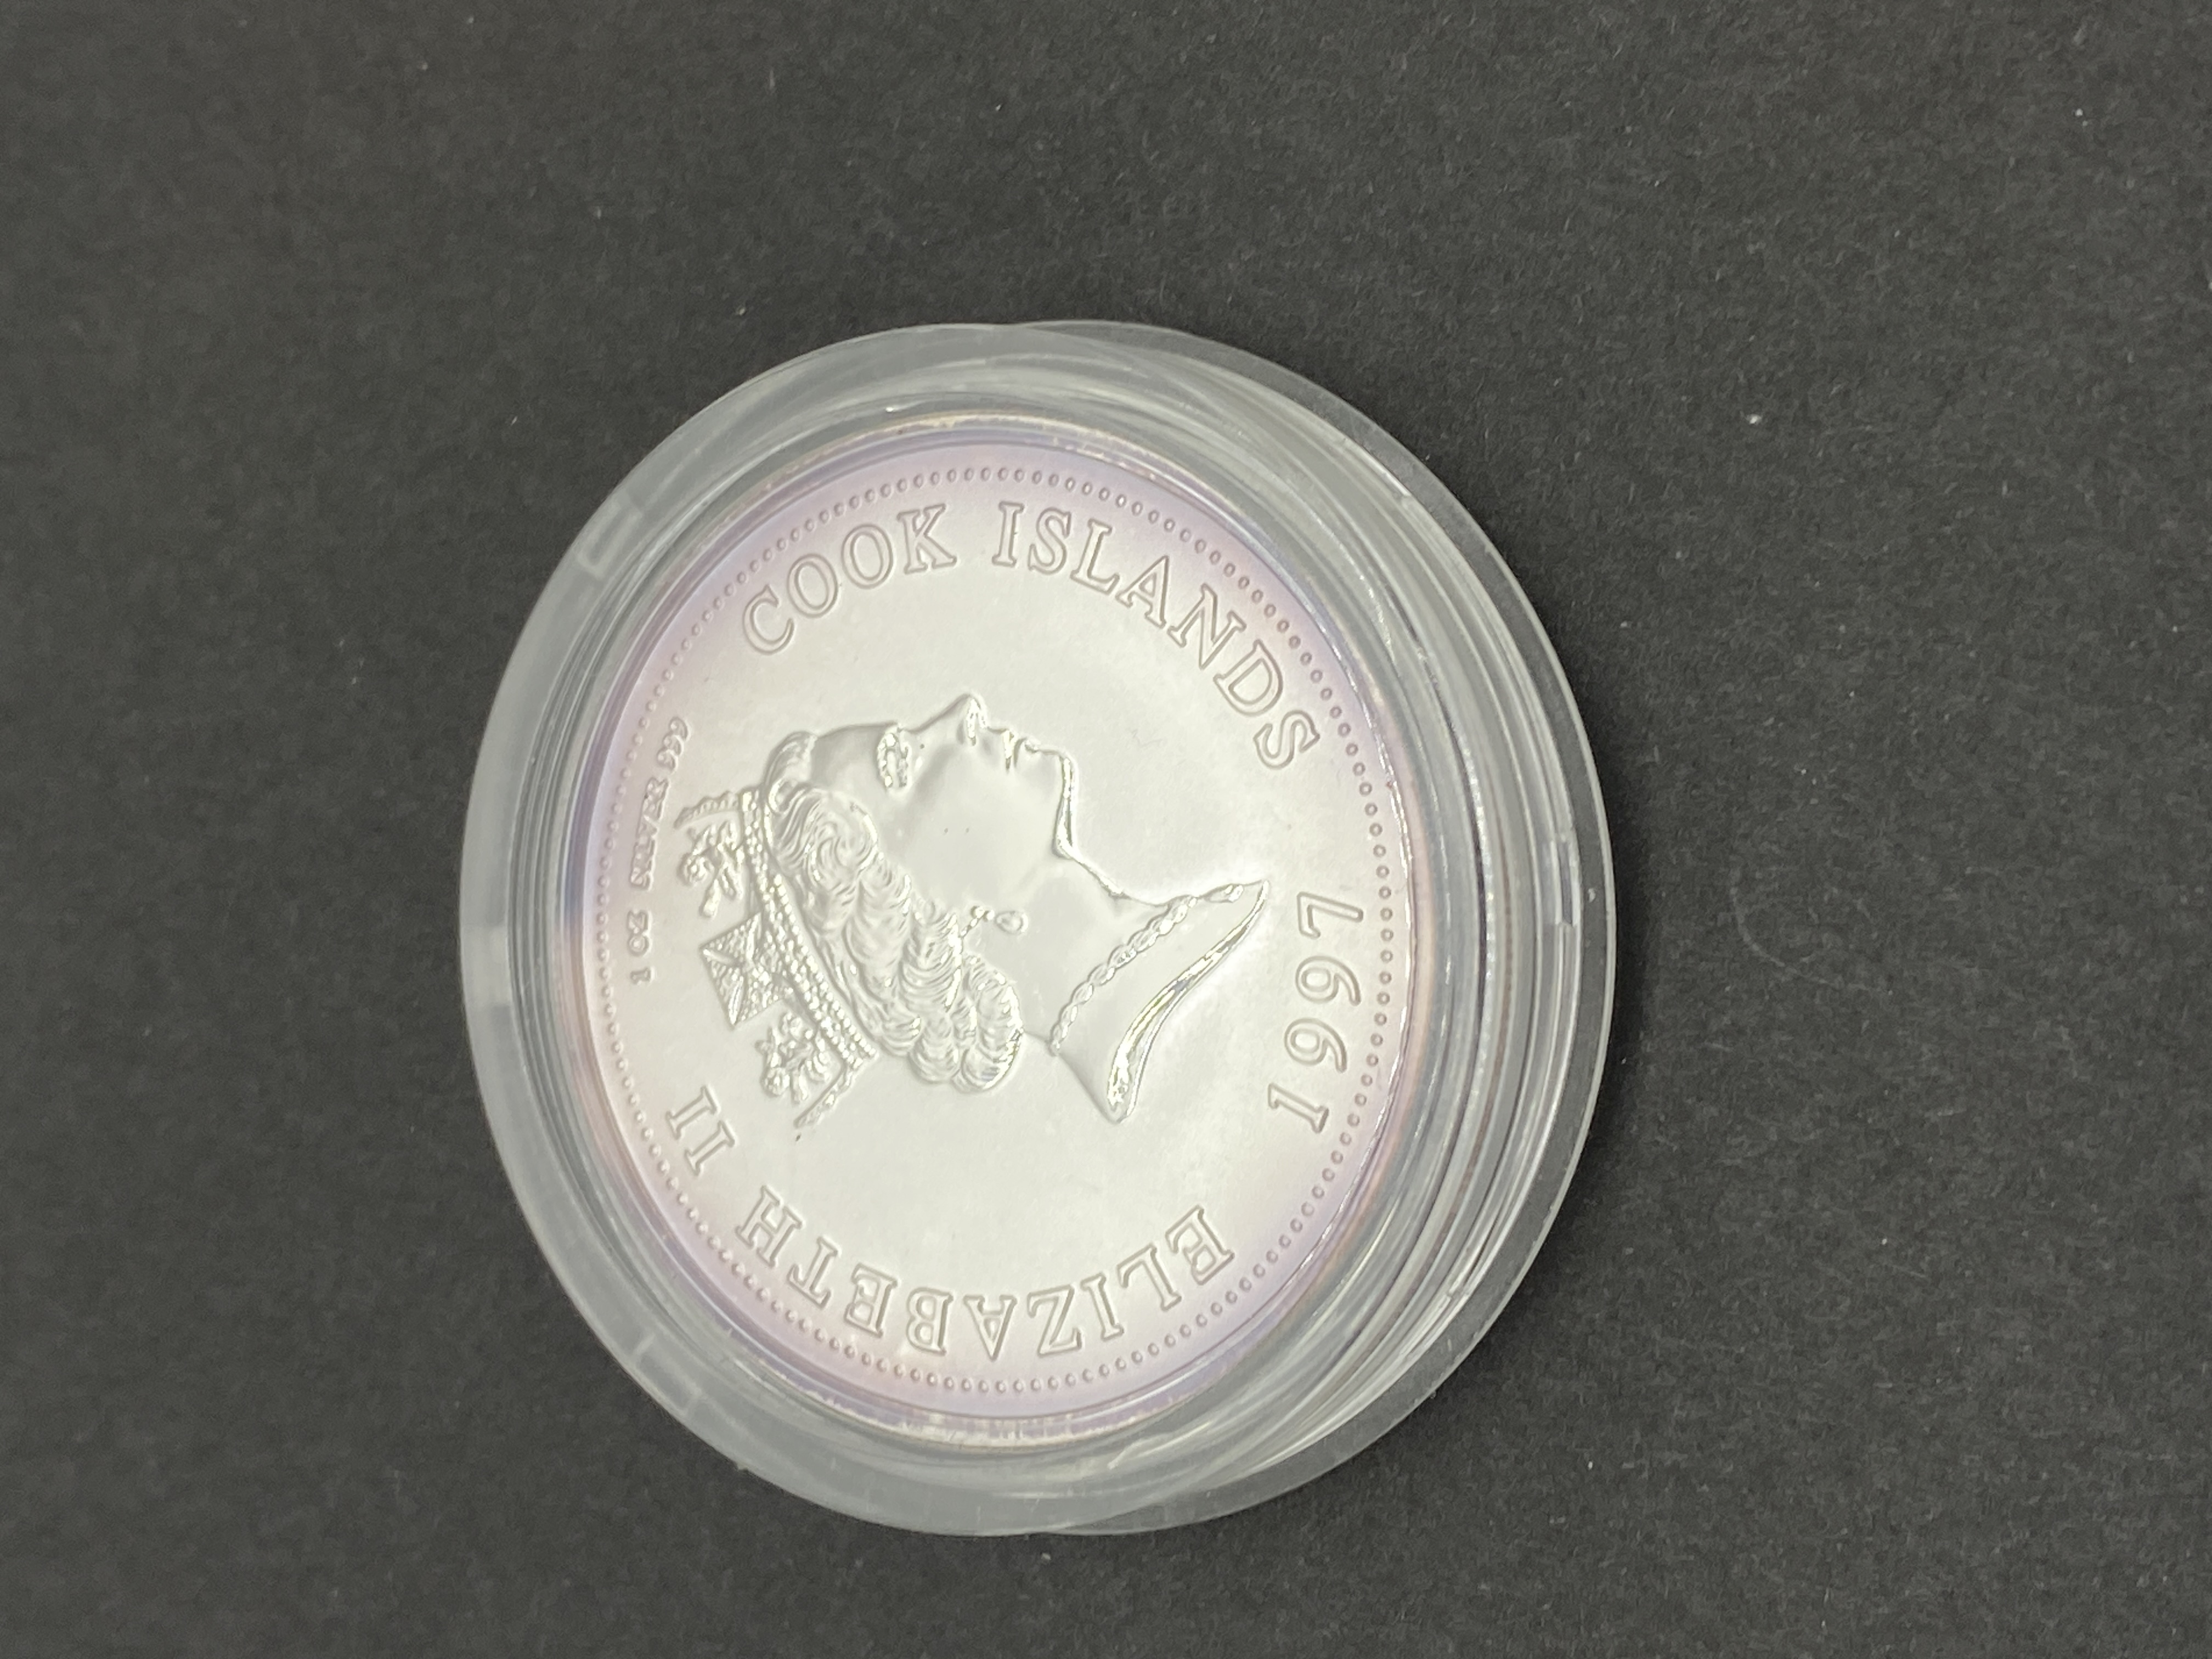 ELIZABETH II
COOK ISLANDS
1 OZ SILVER 999
1997